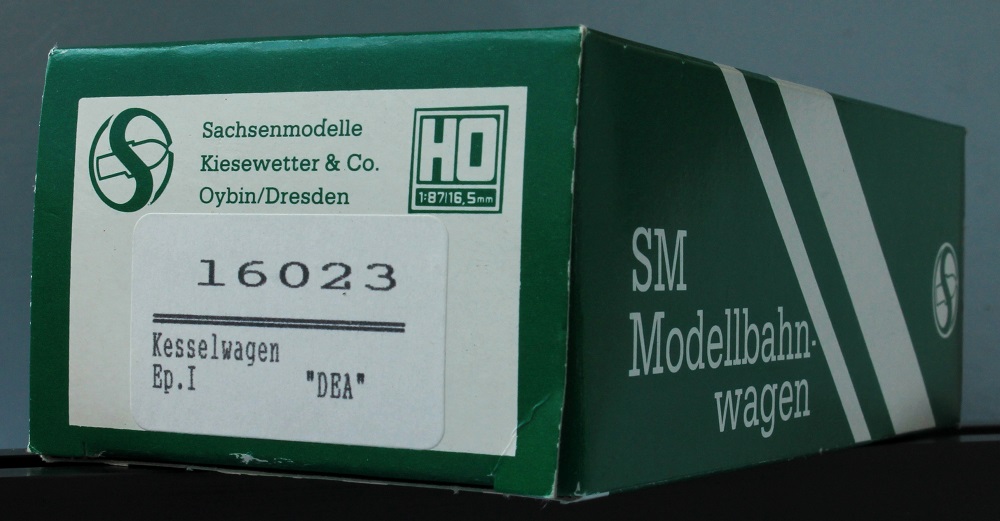 Sachsenmodelle
Kiesewetter & Co.
Oybin/Dresden
HO
1:87/16,5mm
16023
Kesselwagen
Ep.I "DEA"
SM
Modellbahn-
wagen